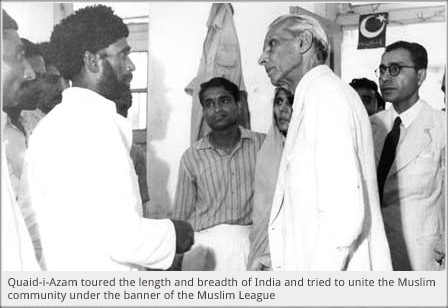 Quaid-i-Azam toured the length and breadth of India and tried to unite the Muslim
community under the banner of the Muslim League